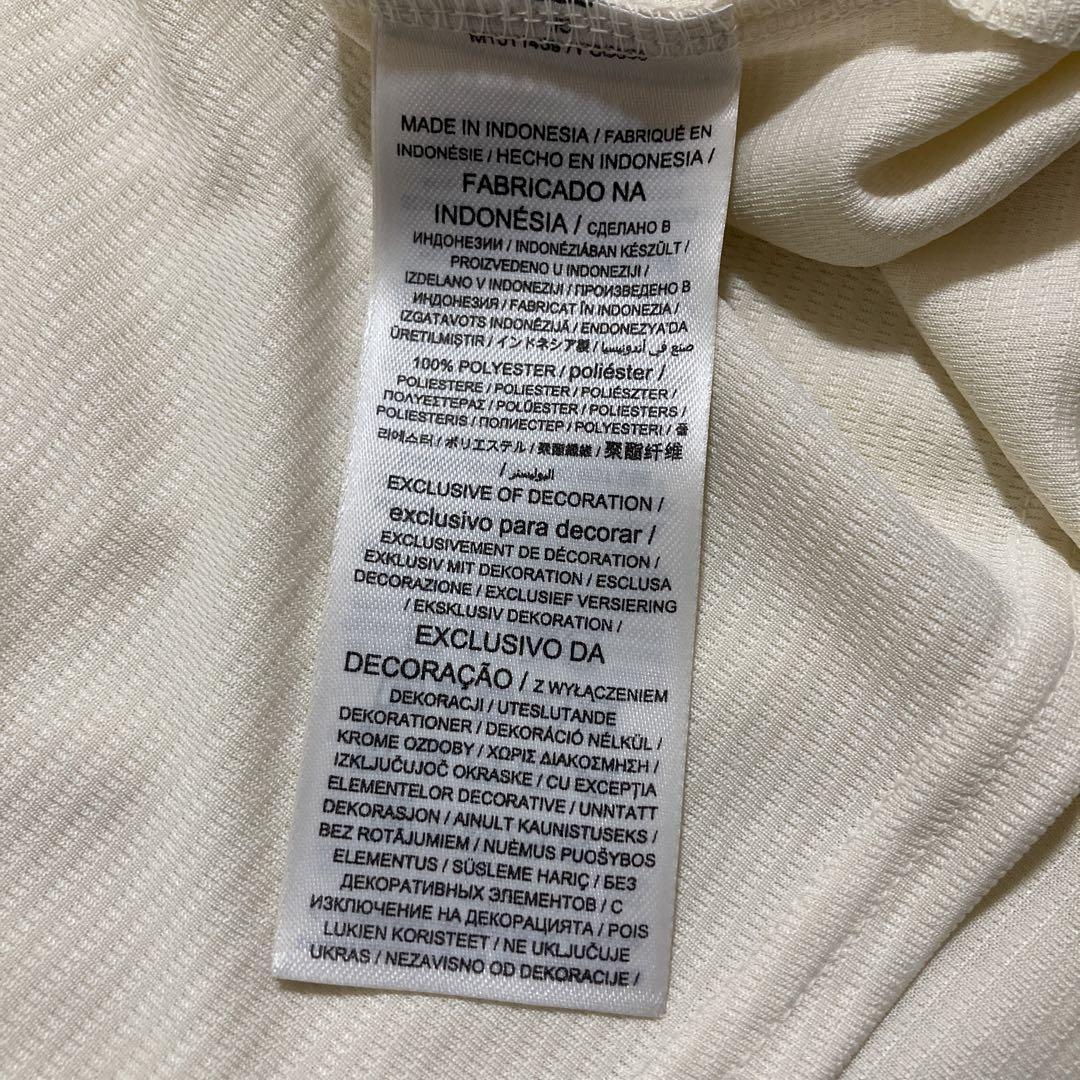 MADE IN INDONESIA / FABRIQUÉ EN
INDONÉSIE / HECHO EN INDONESIA /
FABRICADO NA
INDONÉSIA / СДЕЛАНО В
ИНДОНЕЗИИ / INDONÉZIÁBAN KÉSZÜLT /
PROIZVEDENO U INDONEZIJI /
IZDELANO V INDONEZIJI / ПРОИЗВЕДЕНО В
ИНДОНЕЗИЯ / FABRICAT ÎN INDONEZIA /
IZGATAVOTS INDONĒZIJĀ / ENDONEZYA'DA
ÜRETILMIŞTIR / インドネシア製 / صنع في أندونيسيا /
100% POLYESTER / poliéster /
POLIESTERE / POLIESTER / POLIÉSZTER /
ΠΟΛΥΕΣΤΕΡΑΣ / POLÜESTER / POLIESTERS /
POLIESTERIS / ПОЛИЕСТЕР / POLYESTERI / 폴
리에스터 / ポリエステル / 聚酯纖維 / 聚酯纤维
/ البوليستر
EXCLUSIVE OF DECORATION /
exclusivo para decorar /
EXCLUSIVEMENT DE DÉCORATION /
EXKLUSIV MIT DEKORATION / ESCLUSA
DECORAZIONE / EXCLUSIEF VERSIERING
/ EKSKLUSIV DEKORATION /
EXCLUSIVO DA
DECORAÇÃO / Z WYŁĄCZENIEM
DEKORACJI / UTESLUTANDE
DEKORATIONER / DEKORÁCIÓ NÉLKÜL /
KROME OZDOBY / ΧΩΡΙΣ ΔΙΑΚΟΣΜΗΣΗ /
IZKLJUČUJOČ OKRASKE / CU EXCEPȚIA
ELEMENTELOR DECORATIVE / UNNTATT
DEKORASJON / AINULT KAUNISTUSEKS /
BEZ ROTĀJUMIEM / NUĖMUS PUOŠYBOS
ELEMENTUS / SÜSLEME HARIÇ / БЕЗ
ДЕКОРАТИВНЫХ ЭЛЕМЕНТОВ / С
ИЗКЛЮЧЕНИЕ НА ДЕКОРАЦИЯТА / POIS
LUKIEN KORISTEET / NE UKLJUČUJE
UKRAS / NEZAVISNO OD DEKORACIJE /